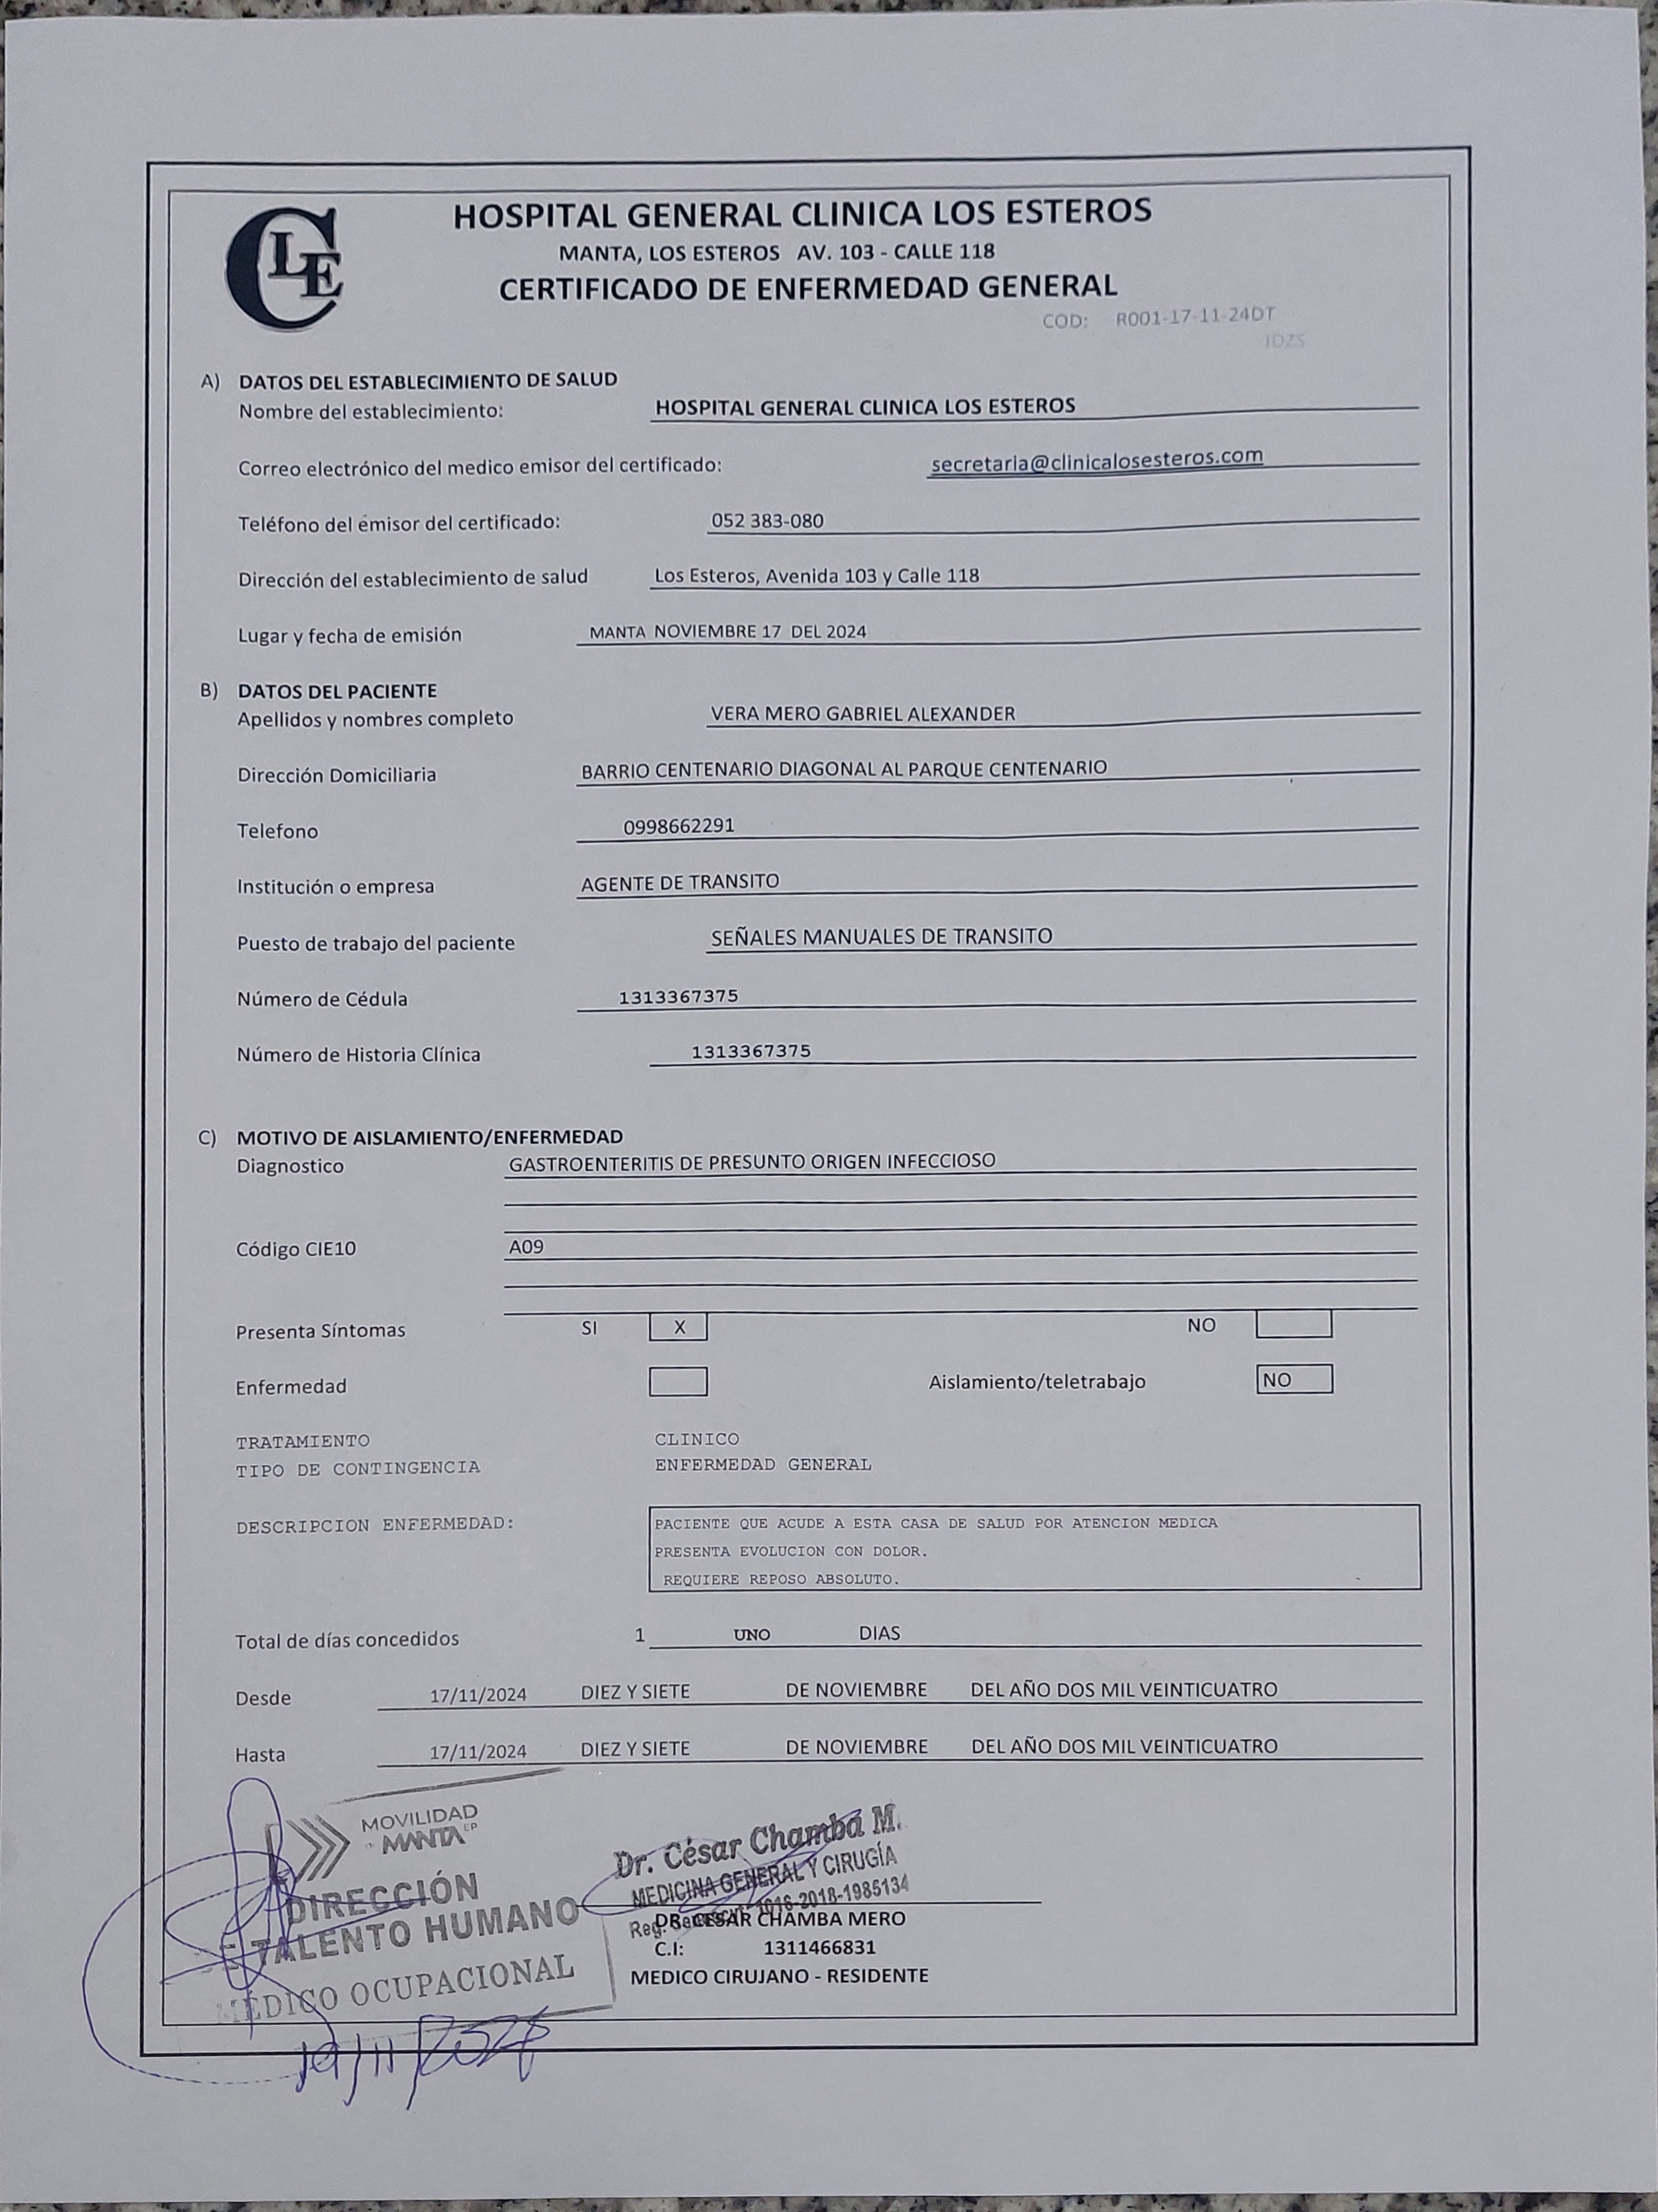 CLE
HOSPITAL GENERAL CLINICA LOS ESTEROS
MANTA, LOS ESTEROS AV. 103 - CALLE 118
CERTIFICADO DE ENFERMEDAD GENERAL
COD: R001-17-11-24DT
IDZS
A) DATOS DEL ESTABLECIMIENTO DE SALUD
Nombre del establecimiento: HOSPITAL GENERAL CLINICA LOS ESTEROS
Correo electrónico del medico emisor del certificado: secretaria@clinicalosesteros.com
Teléfono del emisor del certificado: 052 383-080
Dirección del establecimiento de salud Los Esteros, Avenida 103 y Calle 118
Lugar y fecha de emisión MANTA NOVIEMBRE 17 DEL 2024
B) DATOS DEL PACIENTE
Apellidos y nombres completo VERA MERO GABRIEL ALEXANDER
Dirección Domiciliaria BARRIO CENTENARIO DIAGONAL AL PARQUE CENTENARIO
Telefono 0998662291
Institución o empresa AGENTE DE TRANSITO
Puesto de trabajo del paciente SEÑALES MANUALES DE TRANSITO
Número de Cédula 1313367375
Número de Historia Clínica 1313367375
C) MOTIVO DE AISLAMIENTO/ENFERMEDAD
Diagnostico GASTROENTERITIS DE PRESUNTO ORIGEN INFECCIOSO
Código CIE10 A09
Presenta Síntomas SI X NO
Enfermedad Aislamiento/teletrabajo NO
TRATAMIENTO CLINICO
TIPO DE CONTINGENCIA ENFERMEDAD GENERAL
DESCRIPCION ENFERMEDAD: PACIENTE QUE ACUDE A ESTA CASA DE SALUD POR ATENCION MEDICA
PRESENTA EVOLUCION CON DOLOR.
REQUIERE REPOSO ABSOLUTO.
Total de días concedidos 1 UNO DIAS
Desde 17/11/2024 DIEZ Y SIETE DE NOVIEMBRE DEL AÑO DOS MIL VEINTICUATRO
Hasta 17/11/2024 DIEZ Y SIETE DE NOVIEMBRE DEL AÑO DOS MIL VEINTICUATRO
MOVILIDAD
MANTA EP
DIRECCIÓN
DE TALENTO HUMANO
MÉDICO OCUPACIONAL
19/11/2024
Dr. César Chamba M.
MEDICINA GENERAL Y CIRUGÍA
Reg. 1016-2018-1985134
DR. CESAR CHAMBA MERO
C.I: 1311466831
MEDICO CIRUJANO - RESIDENTE